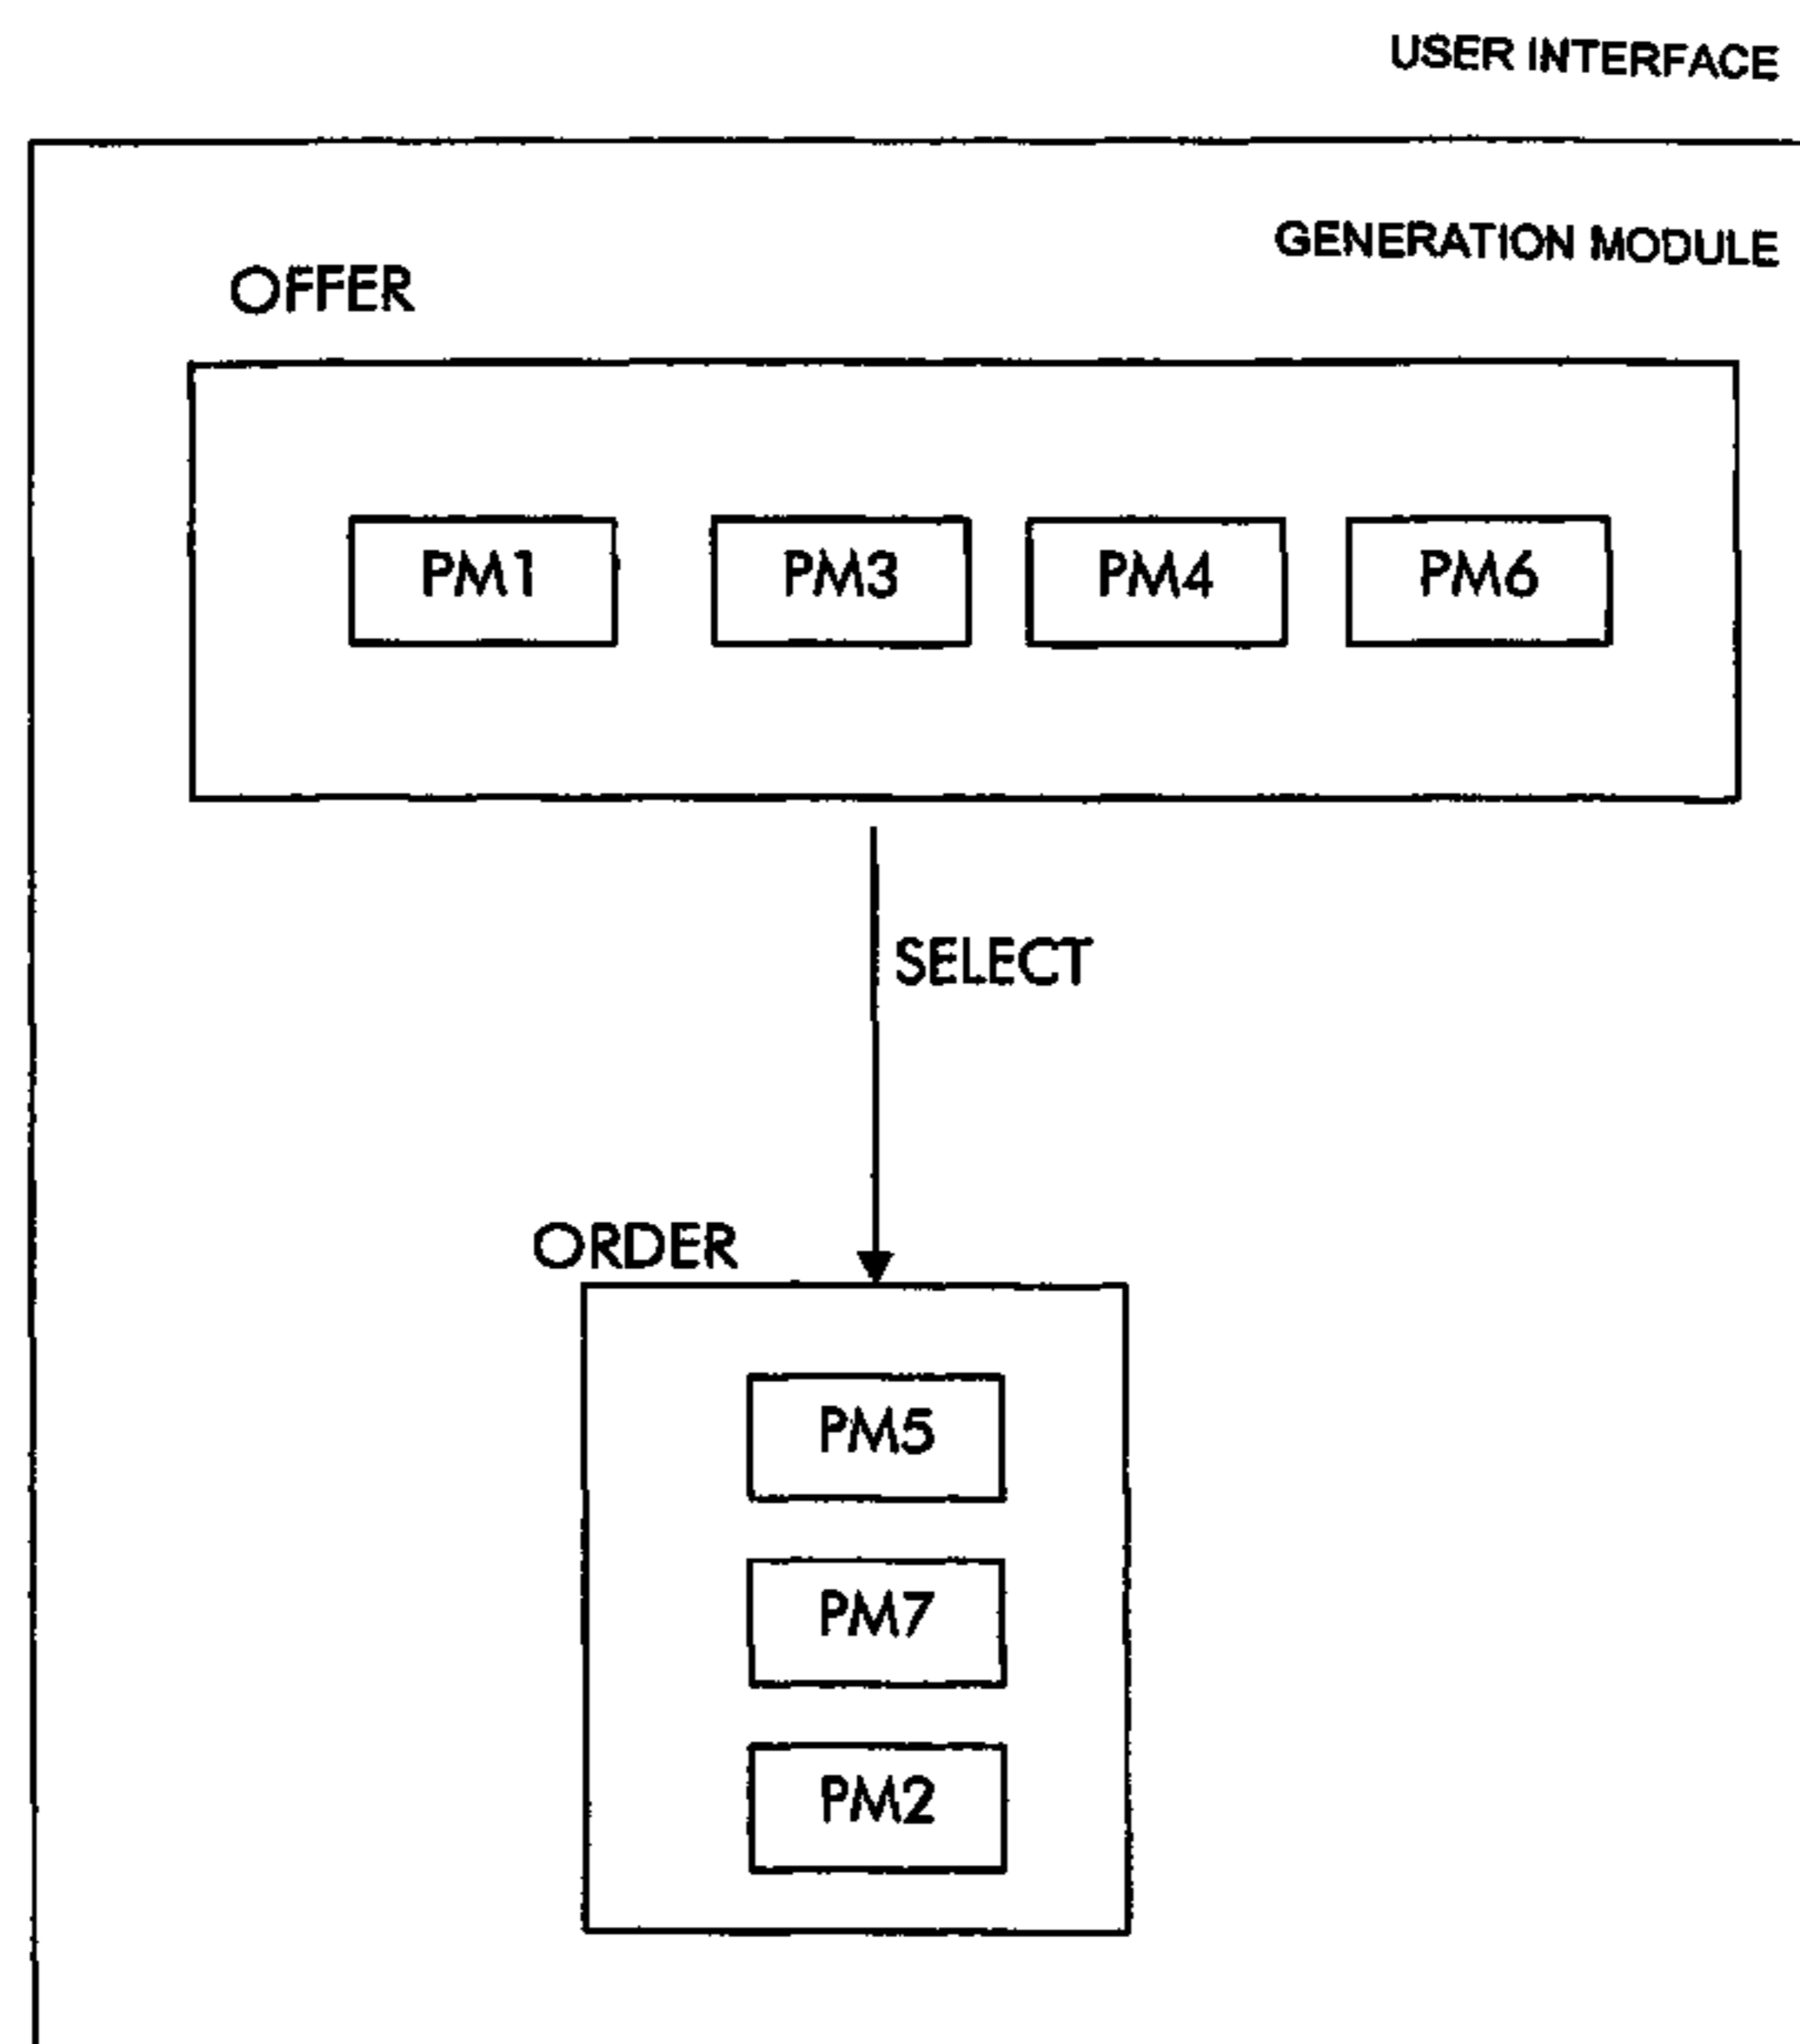 USER INTERFACE
GENERATION MODULE
OFFER
PM1 PM3 PM4 PM6
SELECT
ORDER
PM5
PM7
PM2